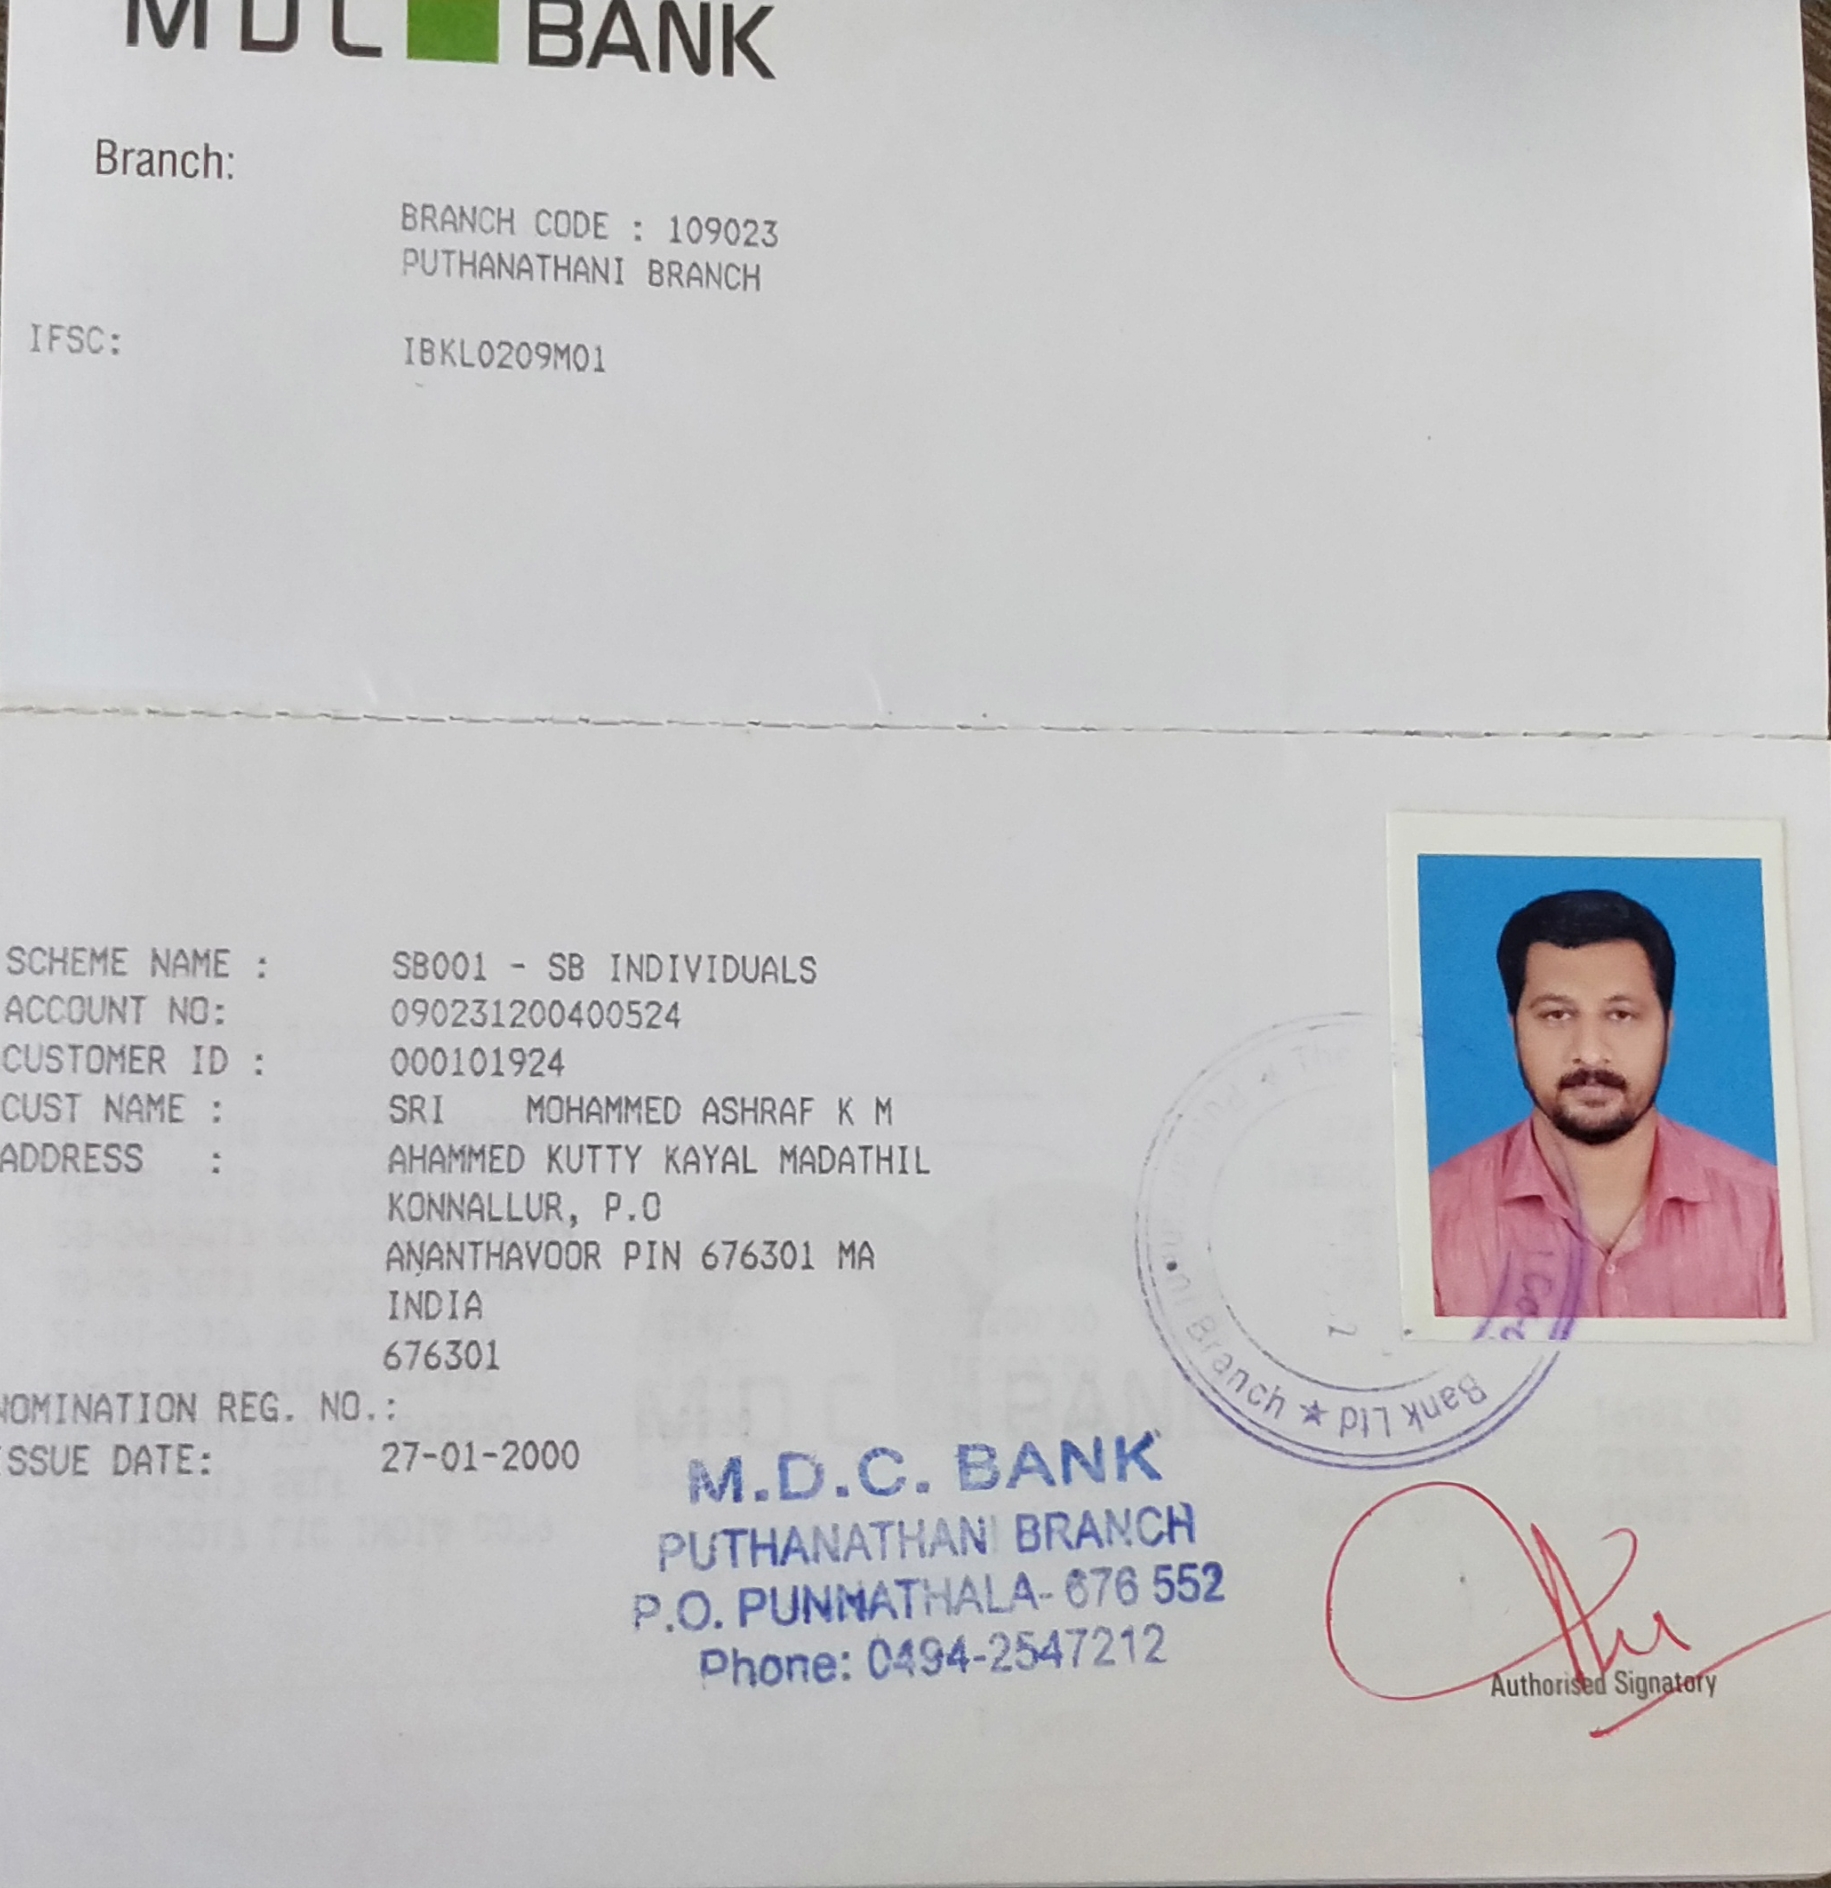 MDC BANK
Branch:
BRANCH CODE : 109023
PUTHANATHANI BRANCH
IFSC: IBKL0209M01
SCHEME NAME : SB001 - SB INDIVIDUALS
ACCOUNT NO: 090231200400524
CUSTOMER ID : 000101924
CUST NAME : SRI MOHAMMED ASHRAF K M
ADDRESS : AHAMMED KUTTY KAYAL MADATHIL
KONNALLUR, P.O
ANANTHAVOOR PIN 676301 MA
INDIA
676301
NOMINATION REG. NO.:
ISSUE DATE: 27-01-2000
The
Branch ★ Bank Ltd
M.D.C. BANK
PUTHANATHANI BRANCH
P.O. PUNNATHALA- 676 552
Phone: 0494-2547212
Authorised Signatory